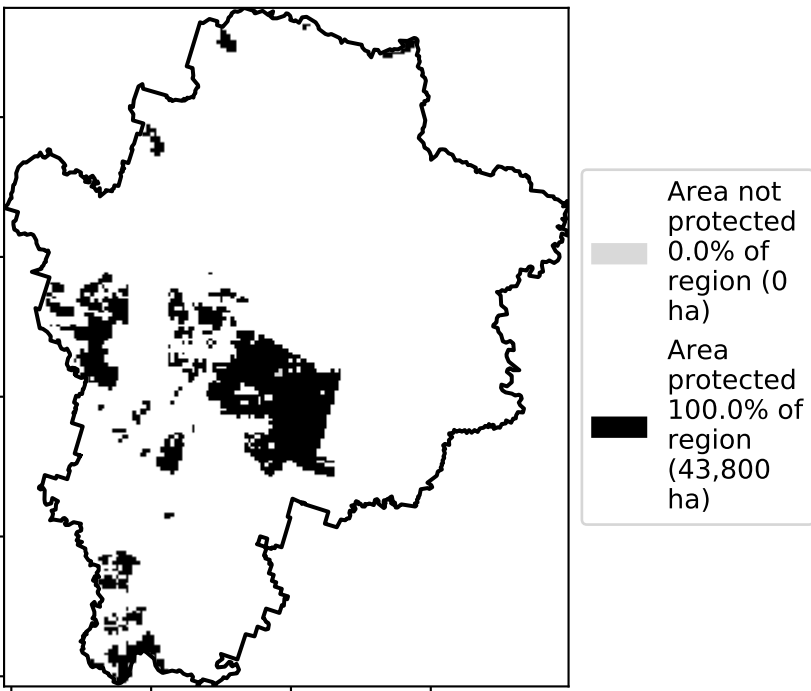 Area not
protected
0.0% of
region (0
ha)
Area
protected
100.0% of
region
(43,800
ha)